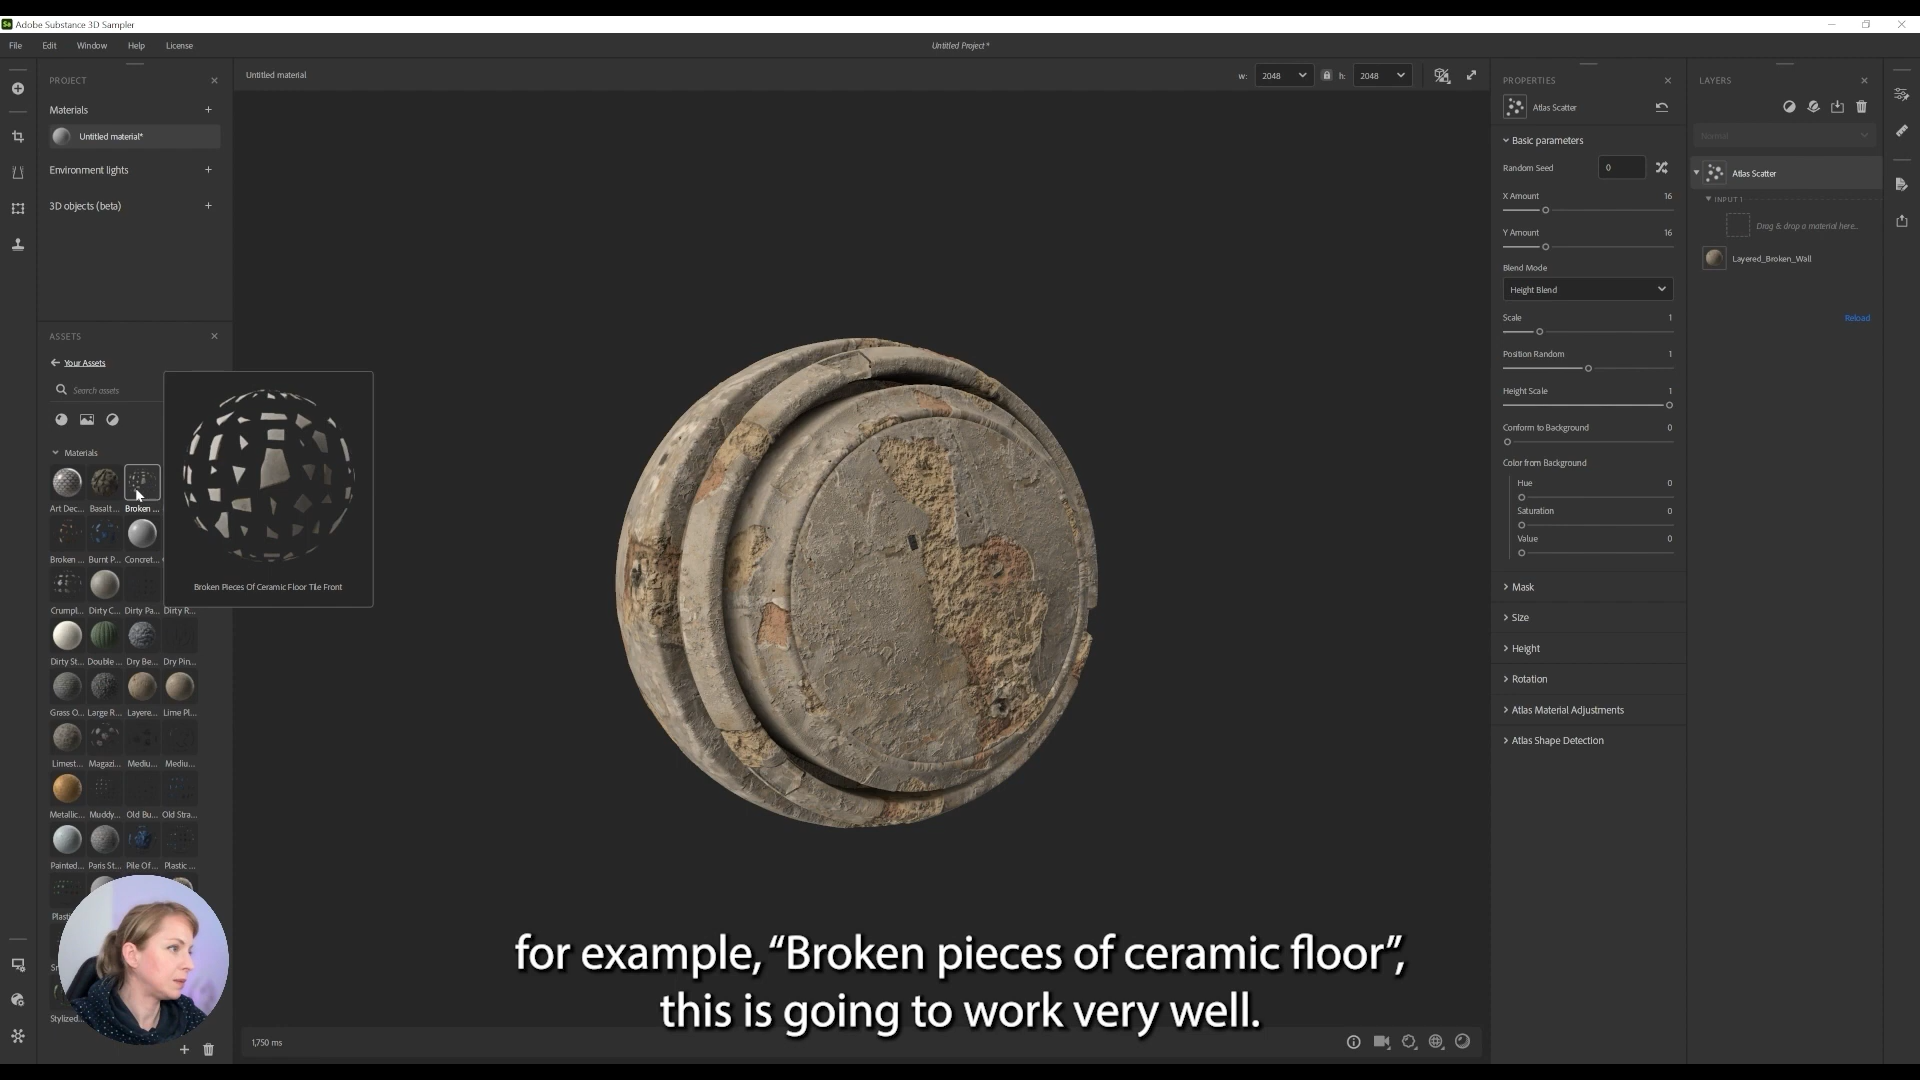 Adobe Substance 3D Sampler
File Edit Window Help License
Untitled Project *
PROJECT
Materials
Untitled material*
Environment lights
3D objects (beta)
ASSETS
Your Assets
Search assets
Materials
Art Dec... Basalt ... Broken ...
Broken ... Burnt P... Concret...
Crumpl... Dirty C... Dirty Pa... Dirty R...
Dirty St... Double ... Dry Be... Dry Pin...
Grass O... Large R... Layere... Lime Pl...
Limest... Magazi... Mediu... Mediu...
Metallic... Muddy... Old Bu... Old Stra...
Painted... Paris St... Pile Of... Plastic ...
Plasti
Stylized
Broken Pieces Of Ceramic Floor Tile Front
Untitled material
w: 2048 h: 2048
for example, “Broken pieces of ceramic floor”,
this is going to work very well.
1,750 ms
PROPERTIES
Atlas Scatter
Basic parameters
Random Seed 0
X Amount 16
Y Amount 16
Blend Mode
Height Blend
Scale 1
Position Random 1
Height Scale 1
Conform to Background 0
Color from Background
Hue 0
Saturation 0
Value 0
Mask
Size
Height
Rotation
Atlas Material Adjustments
Atlas Shape Detection
LAYERS
Normal
Atlas Scatter
INPUT 1
Drag & drop a material here...
Layered_Broken_Wall
Reload